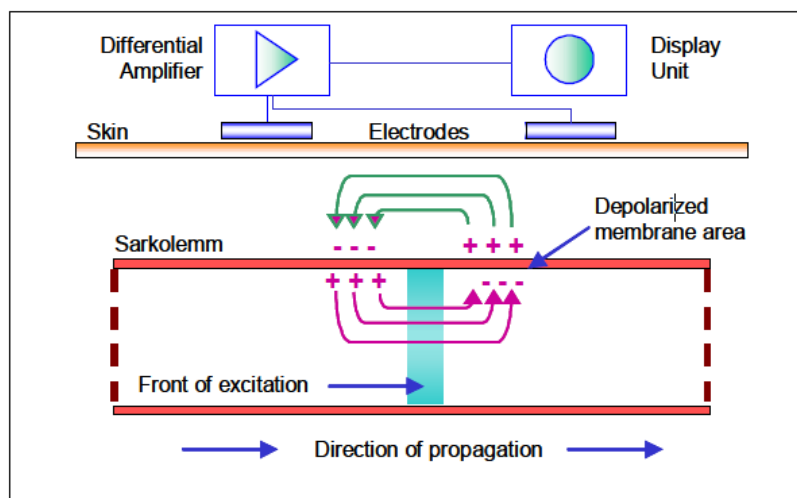 Differential
Amplifier
Display
Unit
Skin
Electrodes
Depolarized
membrane area
Sarkolemm
- - -
+ + +
+ + +
- - -
Front of excitation
Direction of propagation